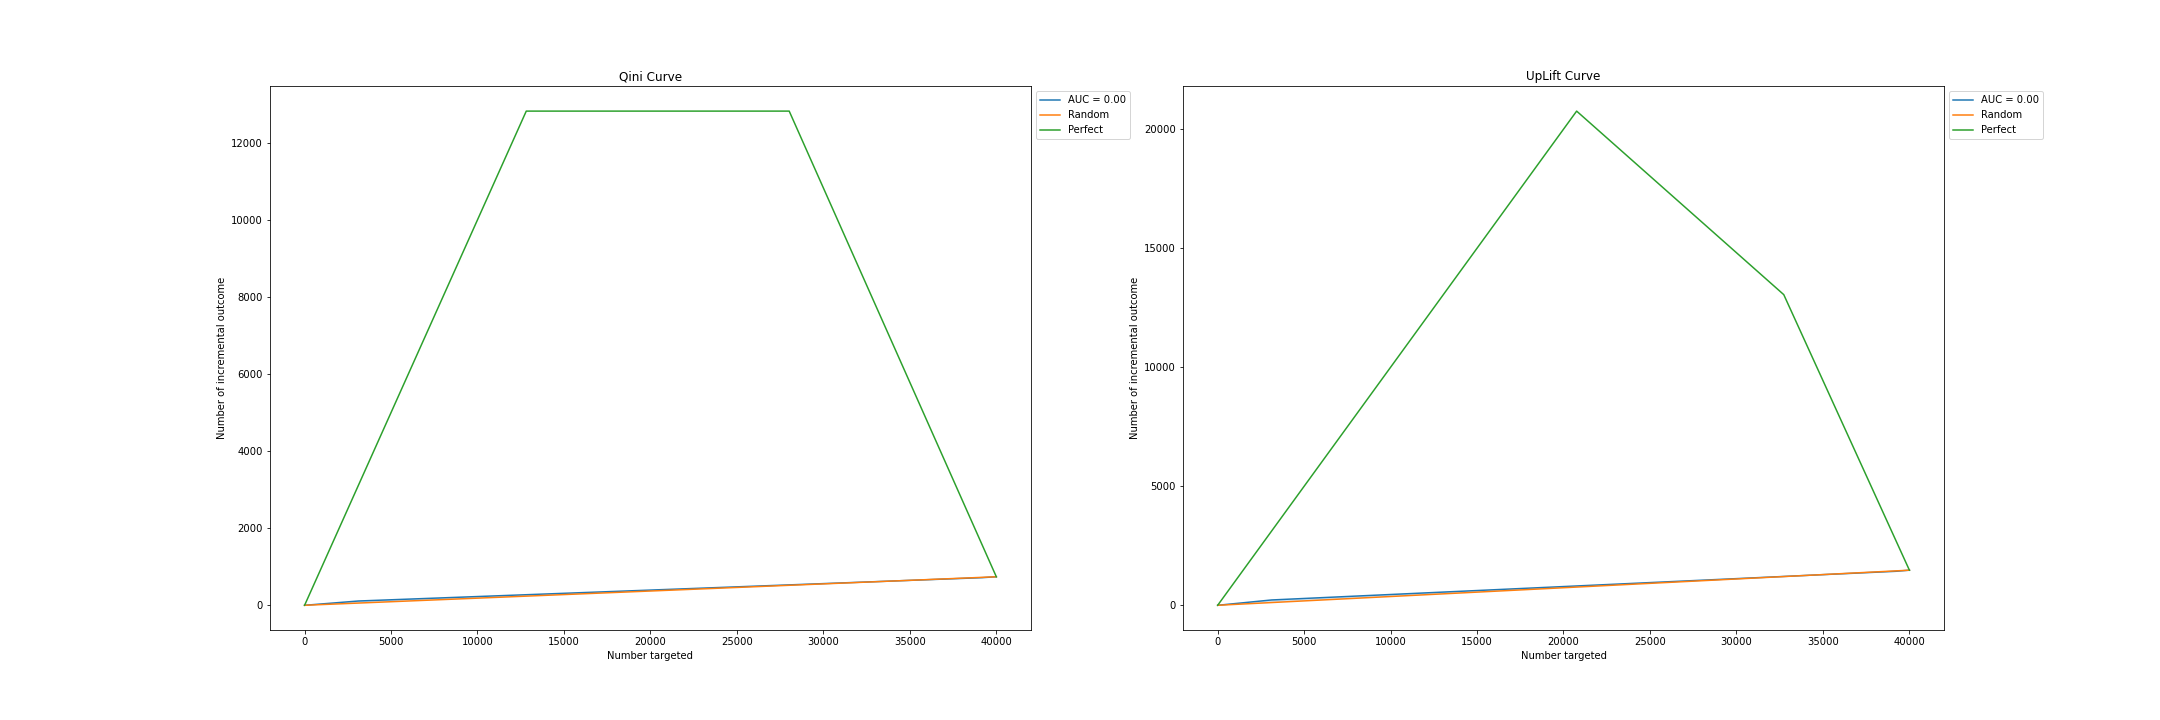 Qini Curve
Number of incremental outcome
12000
10000
8000
6000
4000
2000
0
0 5000 10000 15000 20000 25000 30000 35000 40000
Number targeted
AUC = 0.00
Random
Perfect
UpLift Curve
Number of incremental outcome
20000
15000
10000
5000
0
0 5000 10000 15000 20000 25000 30000 35000 40000
Number targeted
AUC = 0.00
Random
Perfect